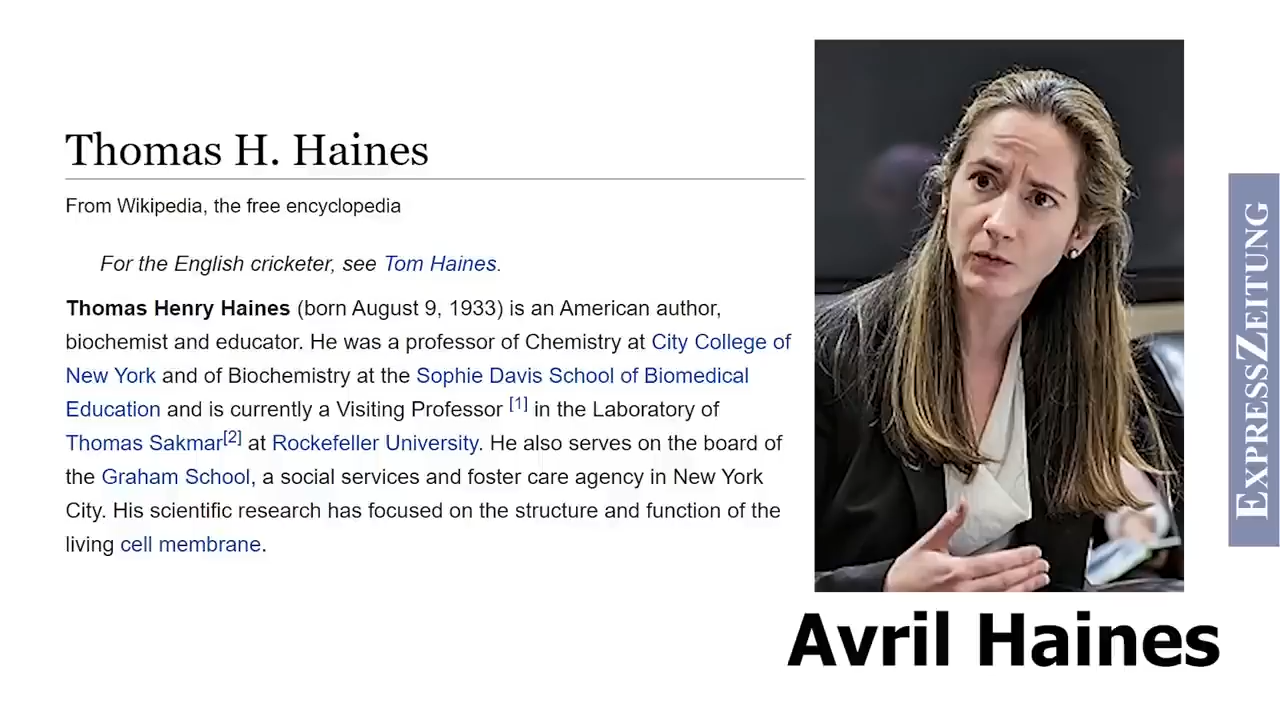 Thomas H. Haines
From Wikipedia, the free encyclopedia
For the English cricketer, see Tom Haines.
Thomas Henry Haines (born August 9, 1933) is an American author,
biochemist and educator. He was a professor of Chemistry at City College of
New York and of Biochemistry at the Sophie Davis School of Biomedical
Education and is currently a Visiting Professor [1] in the Laboratory of
Thomas Sakmar[2] at Rockefeller University. He also serves on the board of
the Graham School, a social services and foster care agency in New York
City. His scientific research has focused on the structure and function of the
living cell membrane.
Avril Haines
EXPRESSZEITUNG